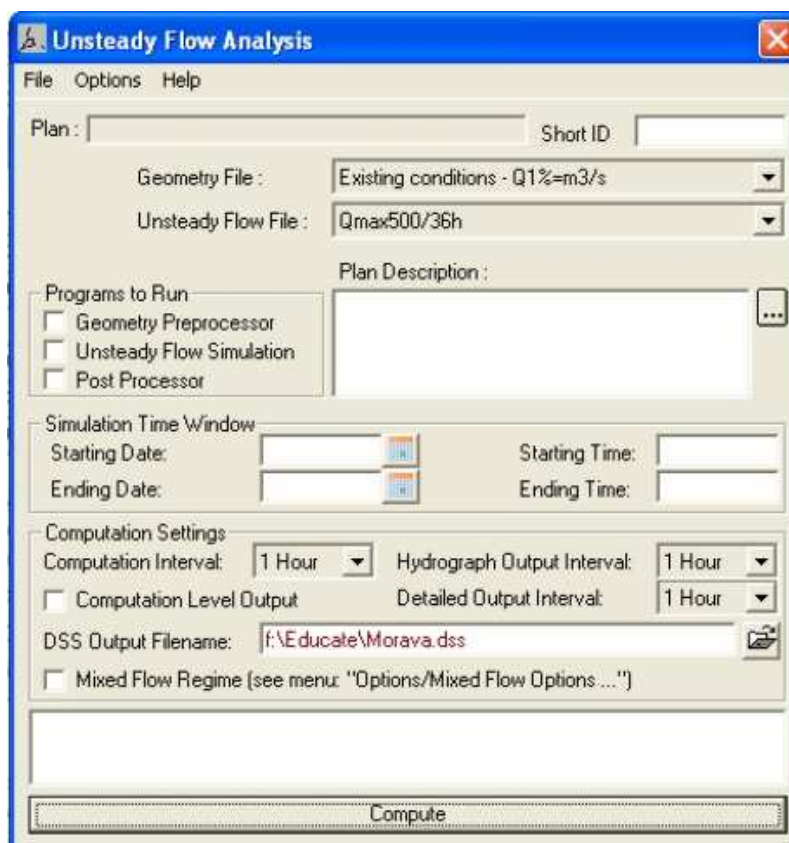 Unsteady Flow Analysis
File Options Help
Plan :
Short ID
Geometry File : Existing conditions - Q1%=m3/s
Unsteady Flow File : Qmax500/36h
Plan Description :
Programs to Run
Geometry Preprocessor
Unsteady Flow Simulation
Post Processor
...
Simulation Time Window
Starting Date: Starting Time:
Ending Date: Ending Time:
Computation Settings
Computation Interval: 1 Hour Hydrograph Output Interval: 1 Hour
Computation Level Output Detailed Output Interval: 1 Hour
DSS Output Filename: f:\Educate\Morava.dss
Mixed Flow Regime (see menu: "Options/Mixed Flow Options ...")
Compute